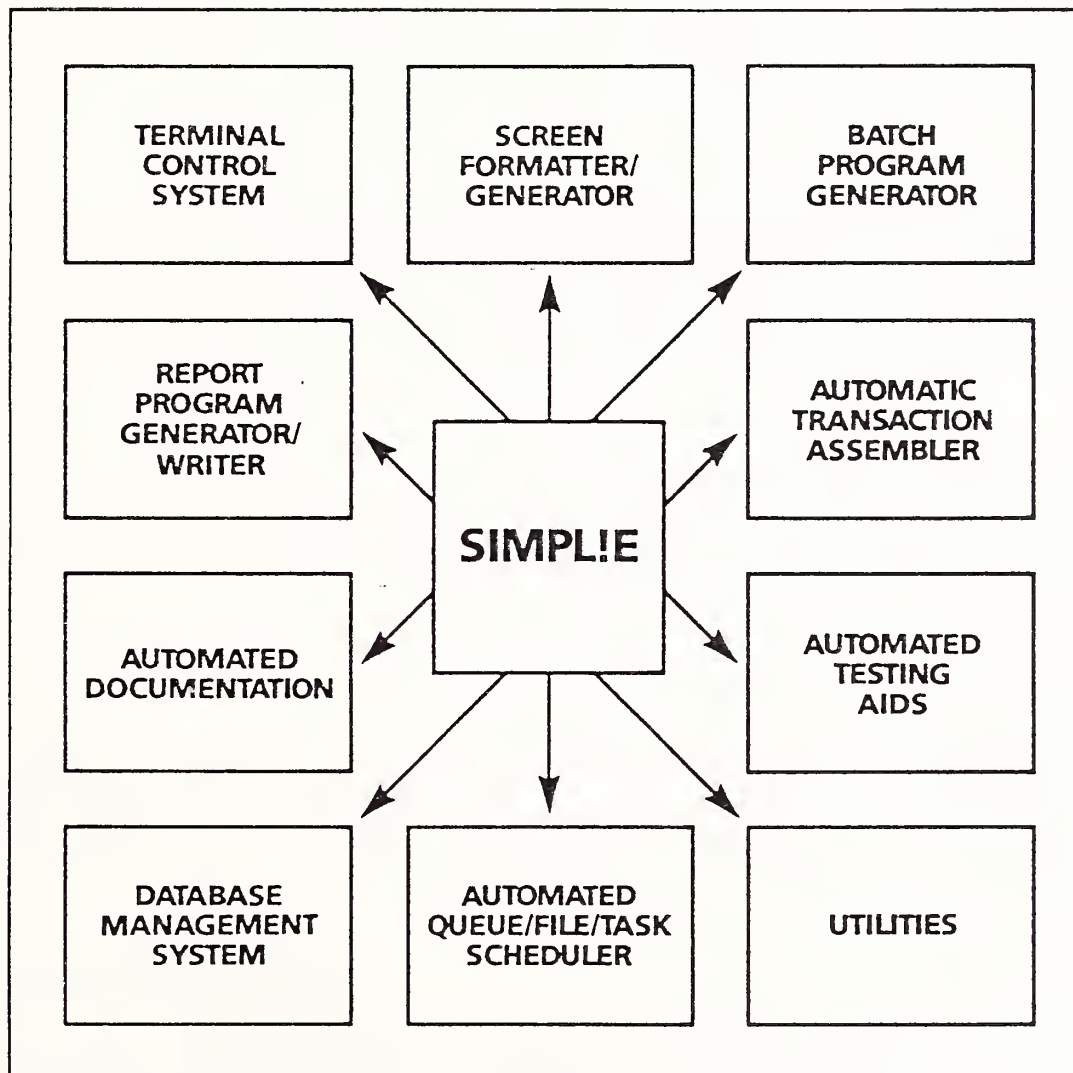 TERMINAL
CONTROL
SYSTEM
SCREEN
FORMATTER/
GENERATOR
BATCH
PROGRAM
GENERATOR
REPORT
PROGRAM
GENERATOR/
WRITER
SIMPL!E
AUTOMATIC
TRANSACTION
ASSEMBLER
AUTOMATED
DOCUMENTATION
AUTOMATED
TESTING
AIDS
DATABASE
MANAGEMENT
SYSTEM
AUTOMATED
QUEUE/FILE/TASK
SCHEDULER
UTILITIES